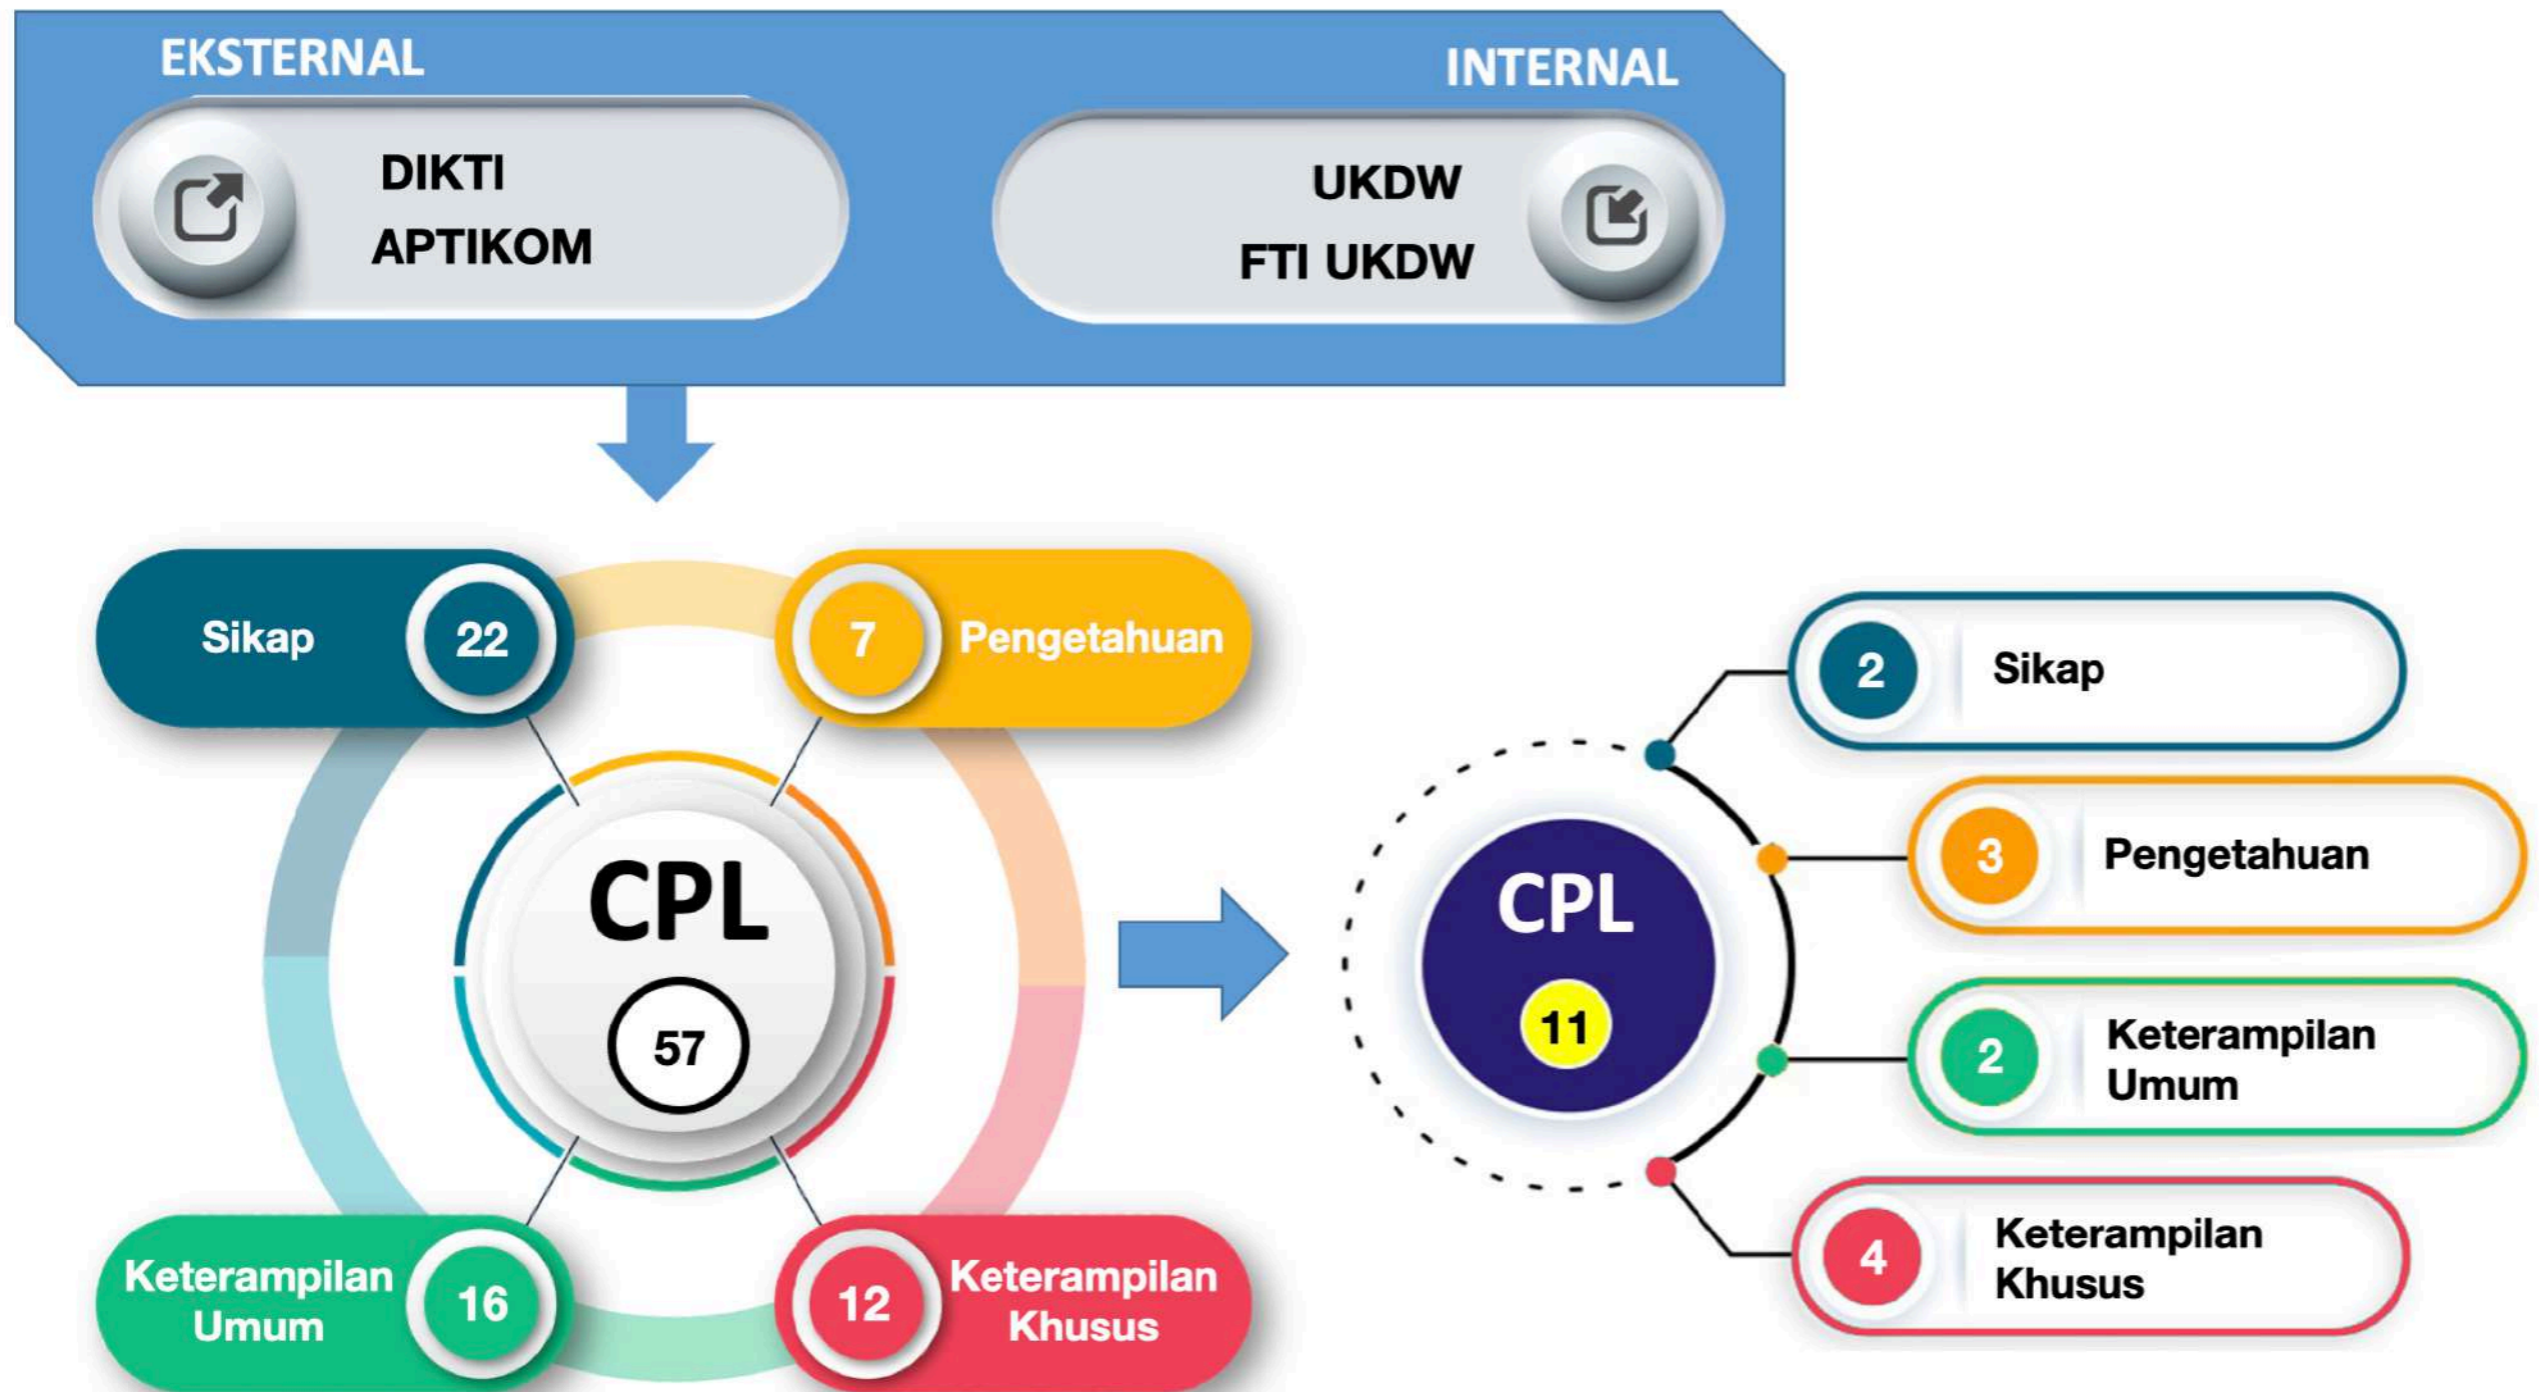 EKSTERNAL
DIKTI
APTIKOM
INTERNAL
UKDW
FTI UKDW
Sikap
22
7
Pengetahuan
CPL
57
Keterampilan
Umum
16
12
Keterampilan
Khusus
CPL
11
2
Sikap
3
Pengetahuan
2
Keterampilan
Umum
4
Keterampilan
Khusus